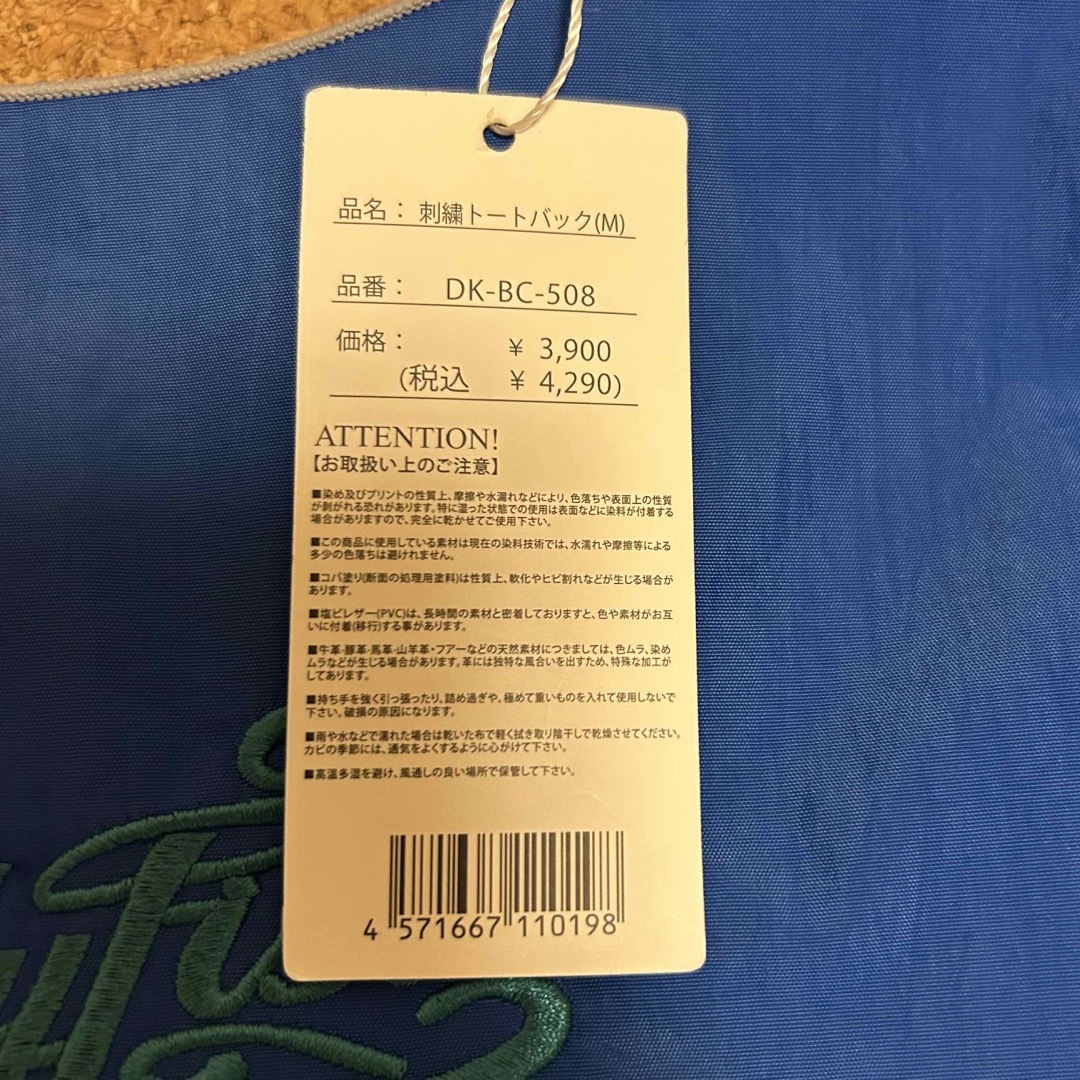 品名： 刺繍トートバック(M)
品番： DK-BC-508
価格： ￥ 3,900
(税込 ￥ 4,290)
ATTENTION!
【お取扱い上のご注意】
■染め及びプリントの性質上、摩擦や水濡れなどにより、色落ちや表面上の性質
が剥がれる恐れがあります。特に湿った状態での使用は表面などに染料が付着する
場合がありますので、完全に乾かせてご使用下さい。
■この商品に使用している素材は現在の染料技術では、水濡れや摩擦等による
多少の色落ちは避けれません。
■コバ塗り(断面の処理用塗料)は性質上、軟化やヒビ割れなどが生じる場合が
あります。
■塩ビレザー(PVC)は、長時間の素材と密着しておりますと、色や素材がお互
いに付着(移行)する事があります。
■牛革・豚革・馬革・山羊革・フアーなどの天然素材につきましては、色ムラ、染め
ムラなどが生じる場合があります。革には独特な風合いを出すため、特殊な加工が
してあります。
■持ち手を強く引っ張ったり、詰め過ぎや、極めて重いものを入れて使用しないで
下さい。破損の原因になります。
■雨や水などで濡れた場合は乾いた布で軽く拭き取り陰干しで乾燥させてください。
カビの季節には、通気をよくするように心がけて下さい。
■高温多湿を避け、風通しの良い場所で保管して下さい。
4 571667 110198